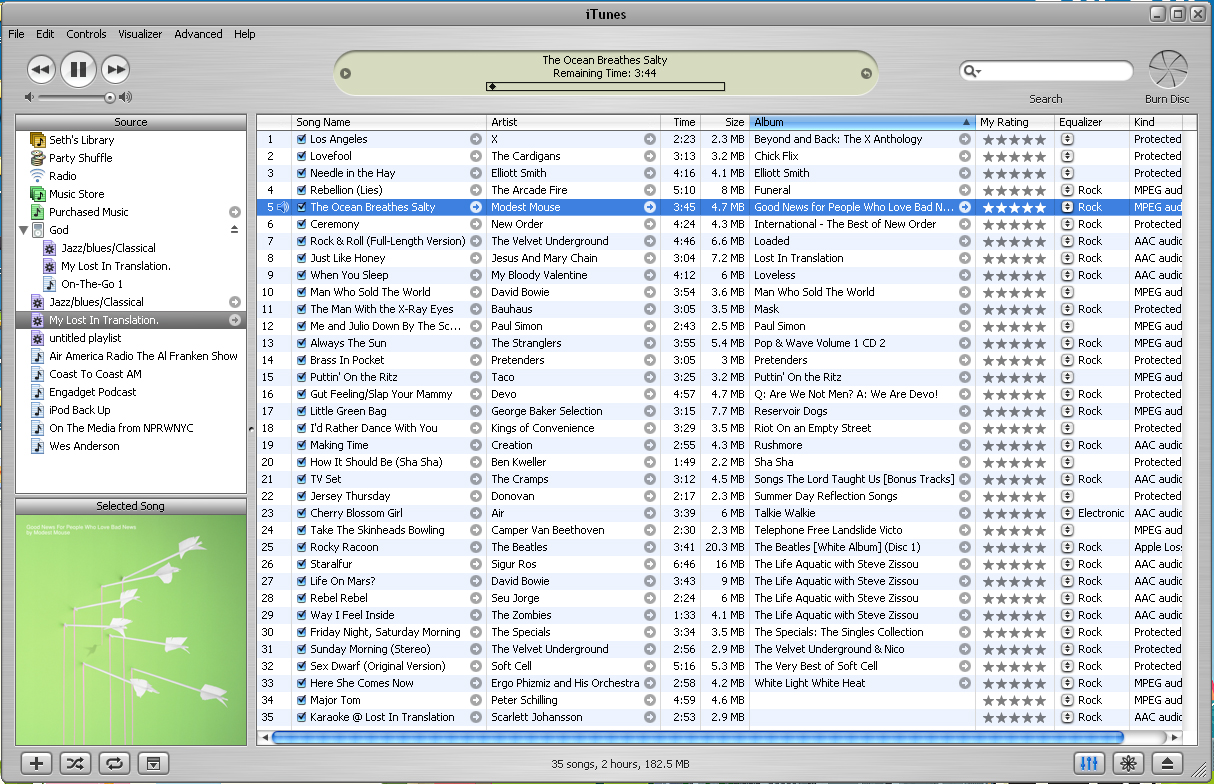 iTunes
File Edit Controls Visualizer Advanced Help
The Ocean Breathes Salty
Remaining Time: 3:44
Search
Burn Disc
Source
Seth's Library
Party Shuffle
Radio
Music Store
Purchased Music
God
Jazz/blues/Classical
My Lost In Translation.
On-The-Go 1
Jazz/blues/Classical
My Lost In Translation.
untitled playlist
Air America Radio The Al Franken Show
Coast To Coast AM
Engadget Podcast
iPod Back Up
On The Media from NPRWNYC
Wes Anderson
Selected Song
Good News For People Who Love Bad News
by Modest Mouse
Song Name Artist Time Size Album My Rating Equalizer Kind
1 Los Angeles X 2:23 2.3 MB Beyond and Back: The X Anthology Protected
2 Lovefool The Cardigans 3:13 3.2 MB Chick Flix Protected
3 Needle in the Hay Elliott Smith 4:16 4.1 MB Elliott Smith Protected
4 Rebellion (Lies) The Arcade Fire 5:10 8 MB Funeral Rock MPEG aud
5 The Ocean Breathes Salty Modest Mouse 3:45 4.7 MB Good News for People Who Love Bad N... Rock MPEG aud
6 Ceremony New Order 4:24 4.3 MB International - The Best of New Order Rock Protected
7 Rock & Roll (Full-Length Version) The Velvet Underground 4:46 6.6 MB Loaded Rock AAC audio
8 Just Like Honey Jesus And Mary Chain 3:04 7.2 MB Lost In Translation Rock AAC audio
9 When You Sleep My Bloody Valentine 4:12 6 MB Loveless Rock AAC audio
10 Man Who Sold The World David Bowie 3:54 3.6 MB Man Who Sold The World MPEG aud
11 The Man With the X-Ray Eyes Bauhaus 3:05 3.5 MB Mask Rock Protected
12 Me and Julio Down By The Sc... Paul Simon 2:43 2.5 MB Paul Simon MPEG aud
13 Always The Sun The Stranglers 3:55 5.4 MB Pop & Wave Volume 1 CD 2 Rock MPEG aud
14 Brass In Pocket Pretenders 3:05 3 MB Pretenders Rock Protected
15 Puttin' On the Ritz Taco 3:25 3.2 MB Puttin' On the Ritz MPEG aud
16 Gut Feeling/Slap Your Mammy Devo 4:57 4.7 MB Q: Are We Not Men? A: We Are Devo! Rock Protected
17 Little Green Bag George Baker Selection 3:15 7.7 MB Reservoir Dogs Rock MPEG aud
18 I'd Rather Dance With You Kings of Convenience 3:29 3.5 MB Riot On an Empty Street Protected
19 Making Time Creation 2:55 4.3 MB Rushmore Rock AAC audio
20 How It Should Be (Sha Sha) Ben Kweller 1:49 2.2 MB Sha Sha Protected
21 TV Set The Cramps 3:12 4.5 MB Songs The Lord Taught Us [Bonus Tracks] Rock AAC audio
22 Jersey Thursday Donovan 2:17 2.3 MB Summer Day Reflection Songs Protected
23 Cherry Blossom Girl Air 3:39 6 MB Talkie Walkie Electronic AAC audio
24 Take The Skinheads Bowling Camper Van Beethoven 2:30 2.3 MB Telephone Free Landslide Victo MPEG aud
25 Rocky Racoon The Beatles 3:41 20.3 MB The Beatles [White Album] (Disc 1) Rock Apple Loss
26 Staralfur Sigur Ros 6:46 16 MB The Life Aquatic with Steve Zissou Rock AAC audio
27 Life On Mars? David Bowie 3:43 9 MB The Life Aquatic with Steve Zissou Rock AAC audio
28 Rebel Rebel Seu Jorge 2:24 6 MB The Life Aquatic with Steve Zissou Rock AAC audio
29 Way I Feel Inside The Zombies 1:33 4.1 MB The Life Aquatic with Steve Zissou Rock AAC audio
30 Friday Night, Saturday Morning The Specials 3:34 3.5 MB The Specials: The Singles Collection Rock Protected
31 Sunday Morning (Stereo) The Velvet Underground 2:56 2.9 MB The Velvet Underground & Nico Rock Protected
32 Sex Dwarf (Original Version) Soft Cell 5:16 5.3 MB The Very Best of Soft Cell Rock Protected
33 Here She Comes Now Ergo Phizmiz and His Orchestra 2:58 4.2 MB White Light White Heat Rock MPEG aud
34 Major Tom Peter Schilling 4:59 4.6 MB Rock MPEG aud
35 Karaoke @ Lost In Translation Scarlett Johansson 2:53 2.9 MB Rock AAC audio
35 songs, 2 hours, 182.5 MB